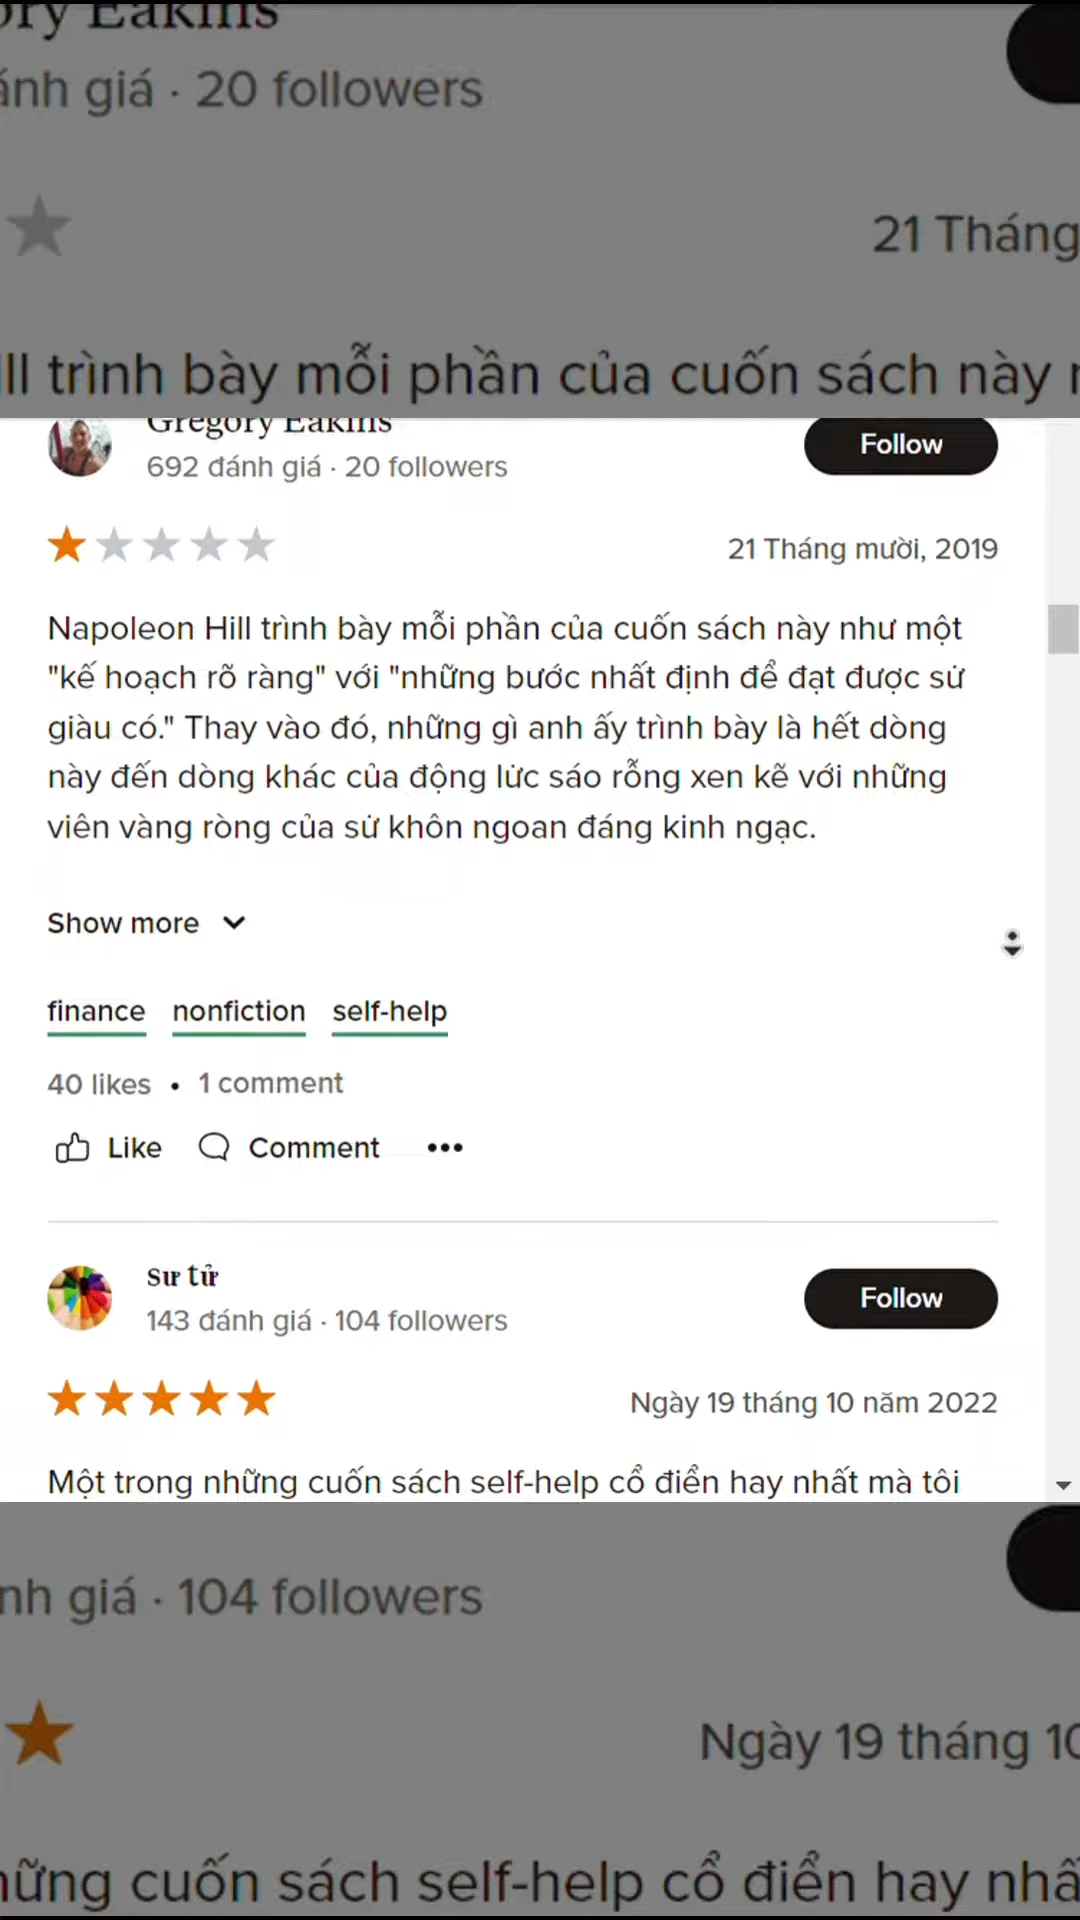 ory Eakins
ánh giá · 20 followers
21 Tháng
ll trình bày mỗi phần của cuốn sách này
Gregory Eakins
692 đánh giá · 20 followers
Follow
21 Tháng mười, 2019
Napoleon Hill trình bày mỗi phần của cuốn sách này như một
"kế hoạch rõ ràng" với "những bước nhất định để đạt được sử
giàu có." Thay vào đó, những gì anh ấy trình bày là hết dòng
này đến dòng khác của động lực sáo rỗng xen kẽ với những
viên vàng ròng của sử khôn ngoan đáng kinh ngạc.
Show more
finance nonfiction self-help
40 likes • 1 comment
Like Comment •••
sư tử
143 đánh giá · 104 followers
Follow
Ngày 19 tháng 10 năm 2022
Một trong những cuốn sách self-help cổ điển hay nhất mà tôi
nh giá · 104 followers
Ngày 19 tháng 10
hững cuốn sách self-help cổ điển hay nhấ